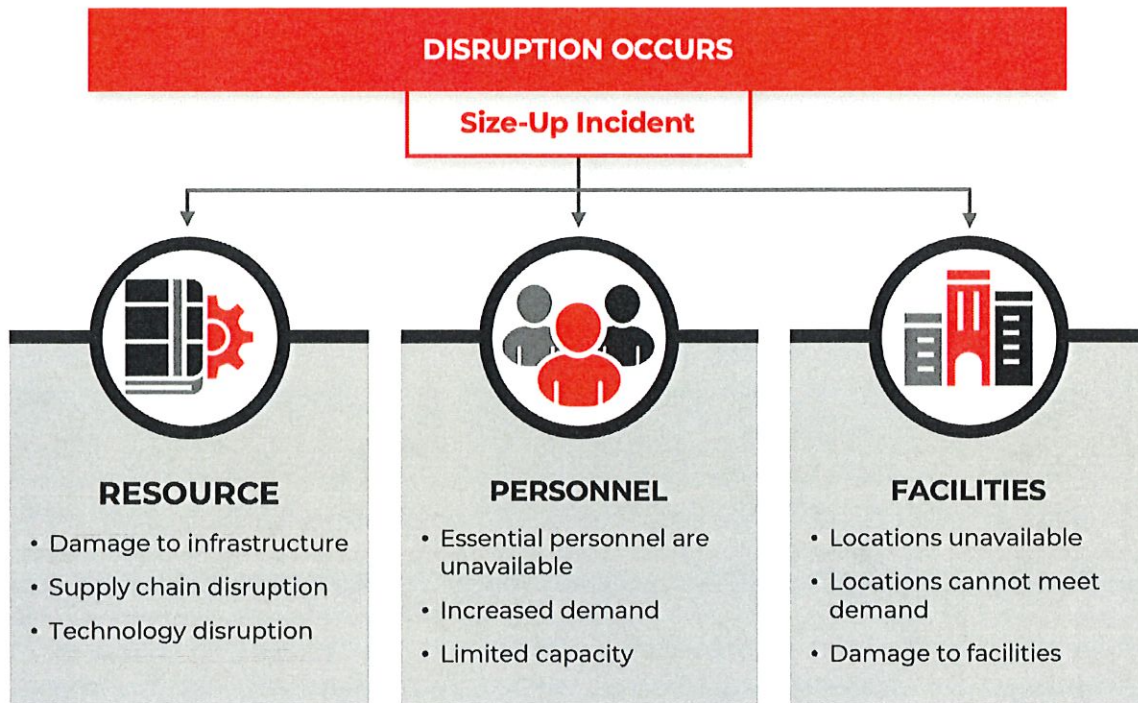 DISRUPTION OCCURS
Size-Up Incident
RESOURCE
• Damage to infrastructure
• Supply chain disruption
• Technology disruption
PERSONNEL
• Essential personnel are
unavailable
• Increased demand
• Limited capacity
FACILITIES
• Locations unavailable
• Locations cannot meet
demand
• Damage to facilities